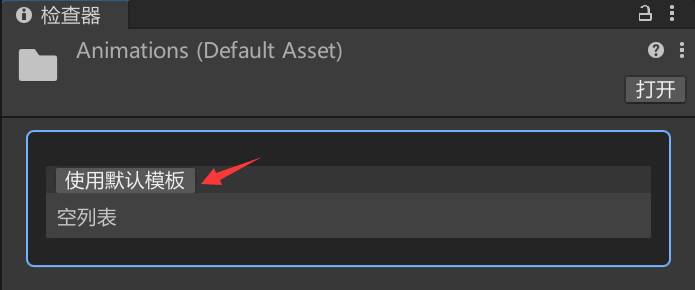 检查器
Animations (Default Asset)
打开
使用默认模板
空列表